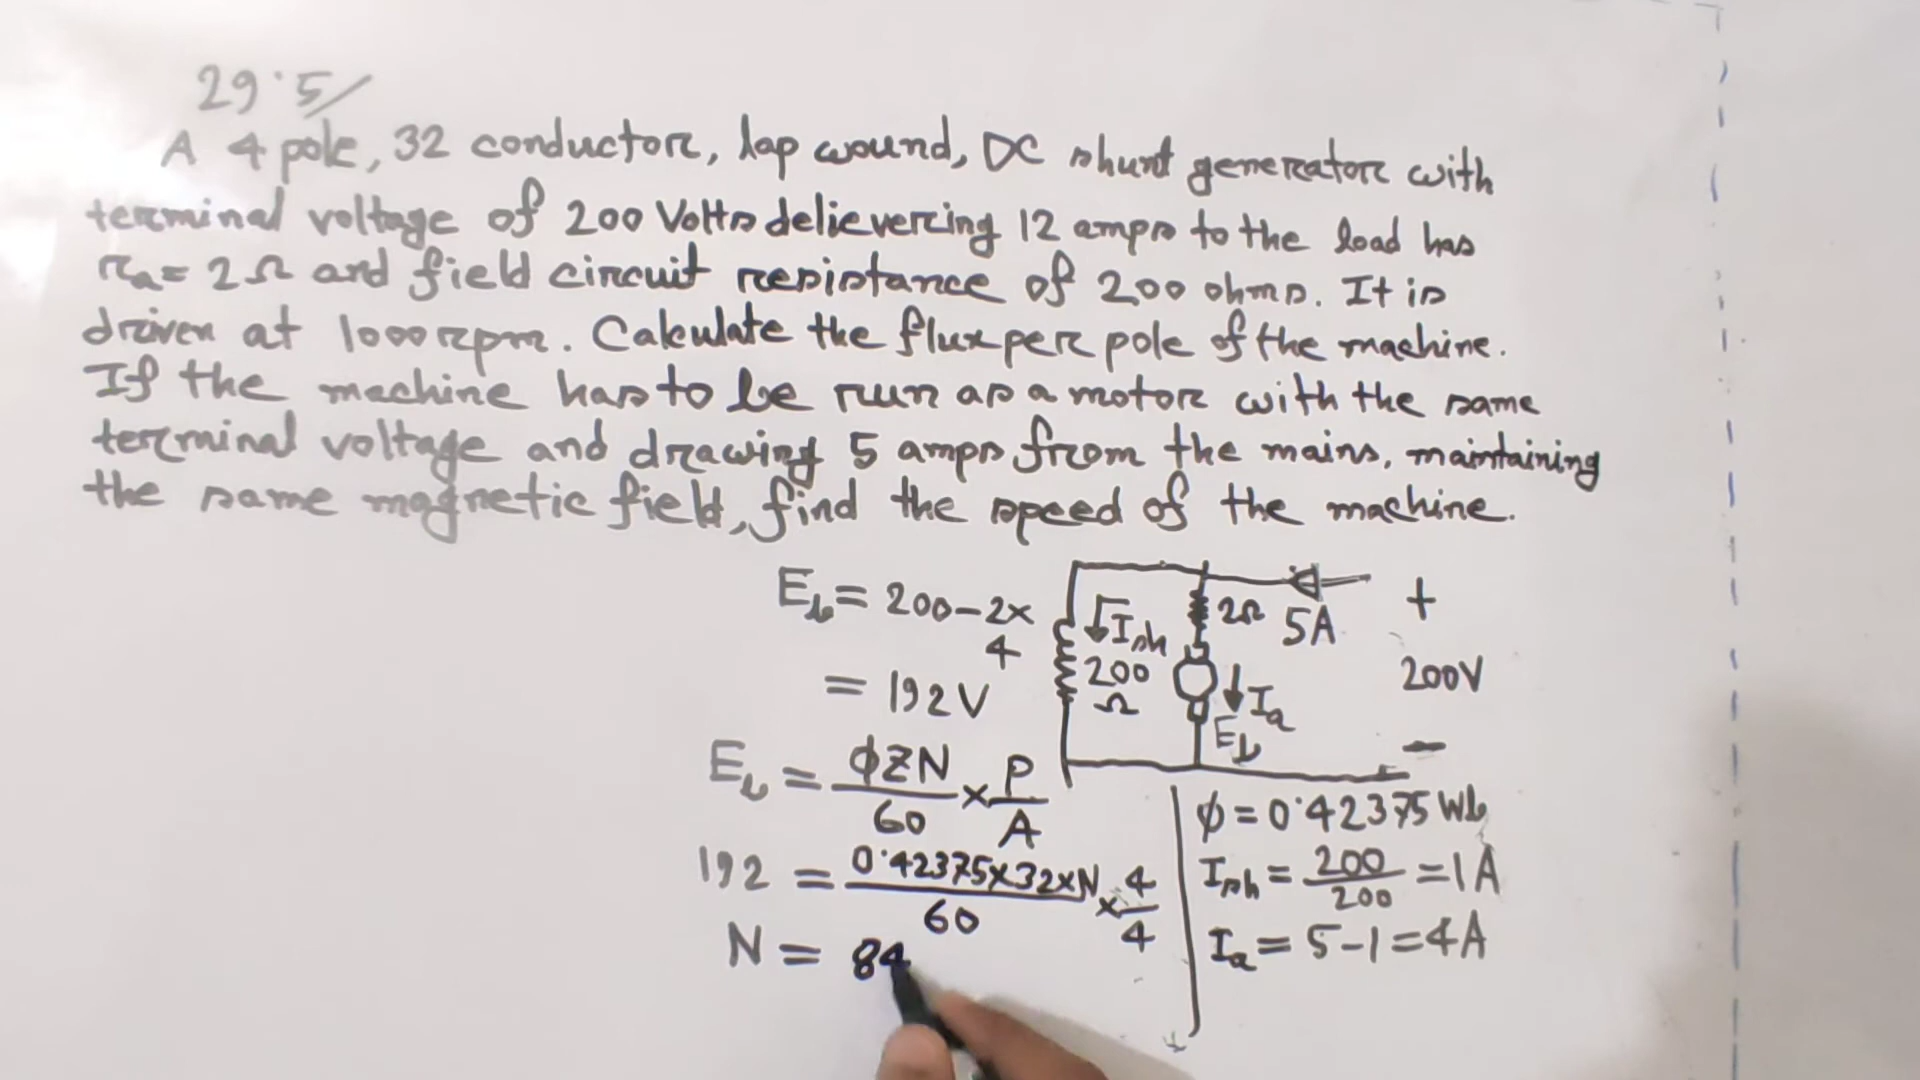 29.5/
A 4 pole, 32 conductor, lap wound, DC shunt generator with
terminal voltage of 200 Volts delievering 12 amps to the load has
ra = 2Ω and field circuit resistance of 200 ohms. It is
driven at 1000 rpm. Calculate the flux per pole of the machine.
If the machine has to be run as a motor with the same
terminal voltage and drawing 5 amps from the mains, maintaining
the same magnetic field, find the speed of the machine.
Eb = 200 - 2x
4
= 192V
Eb = ϕZN/60 × P/A
192 = 0.42375×32×N/60 × 4/4
N = 84
Ish
200
Ω
2Ω
5A
Ia
Eb
+
200V
-
ϕ = 0.42375 Wb
Ish = 200/200 = 1A
Ia = 5-1 = 4A